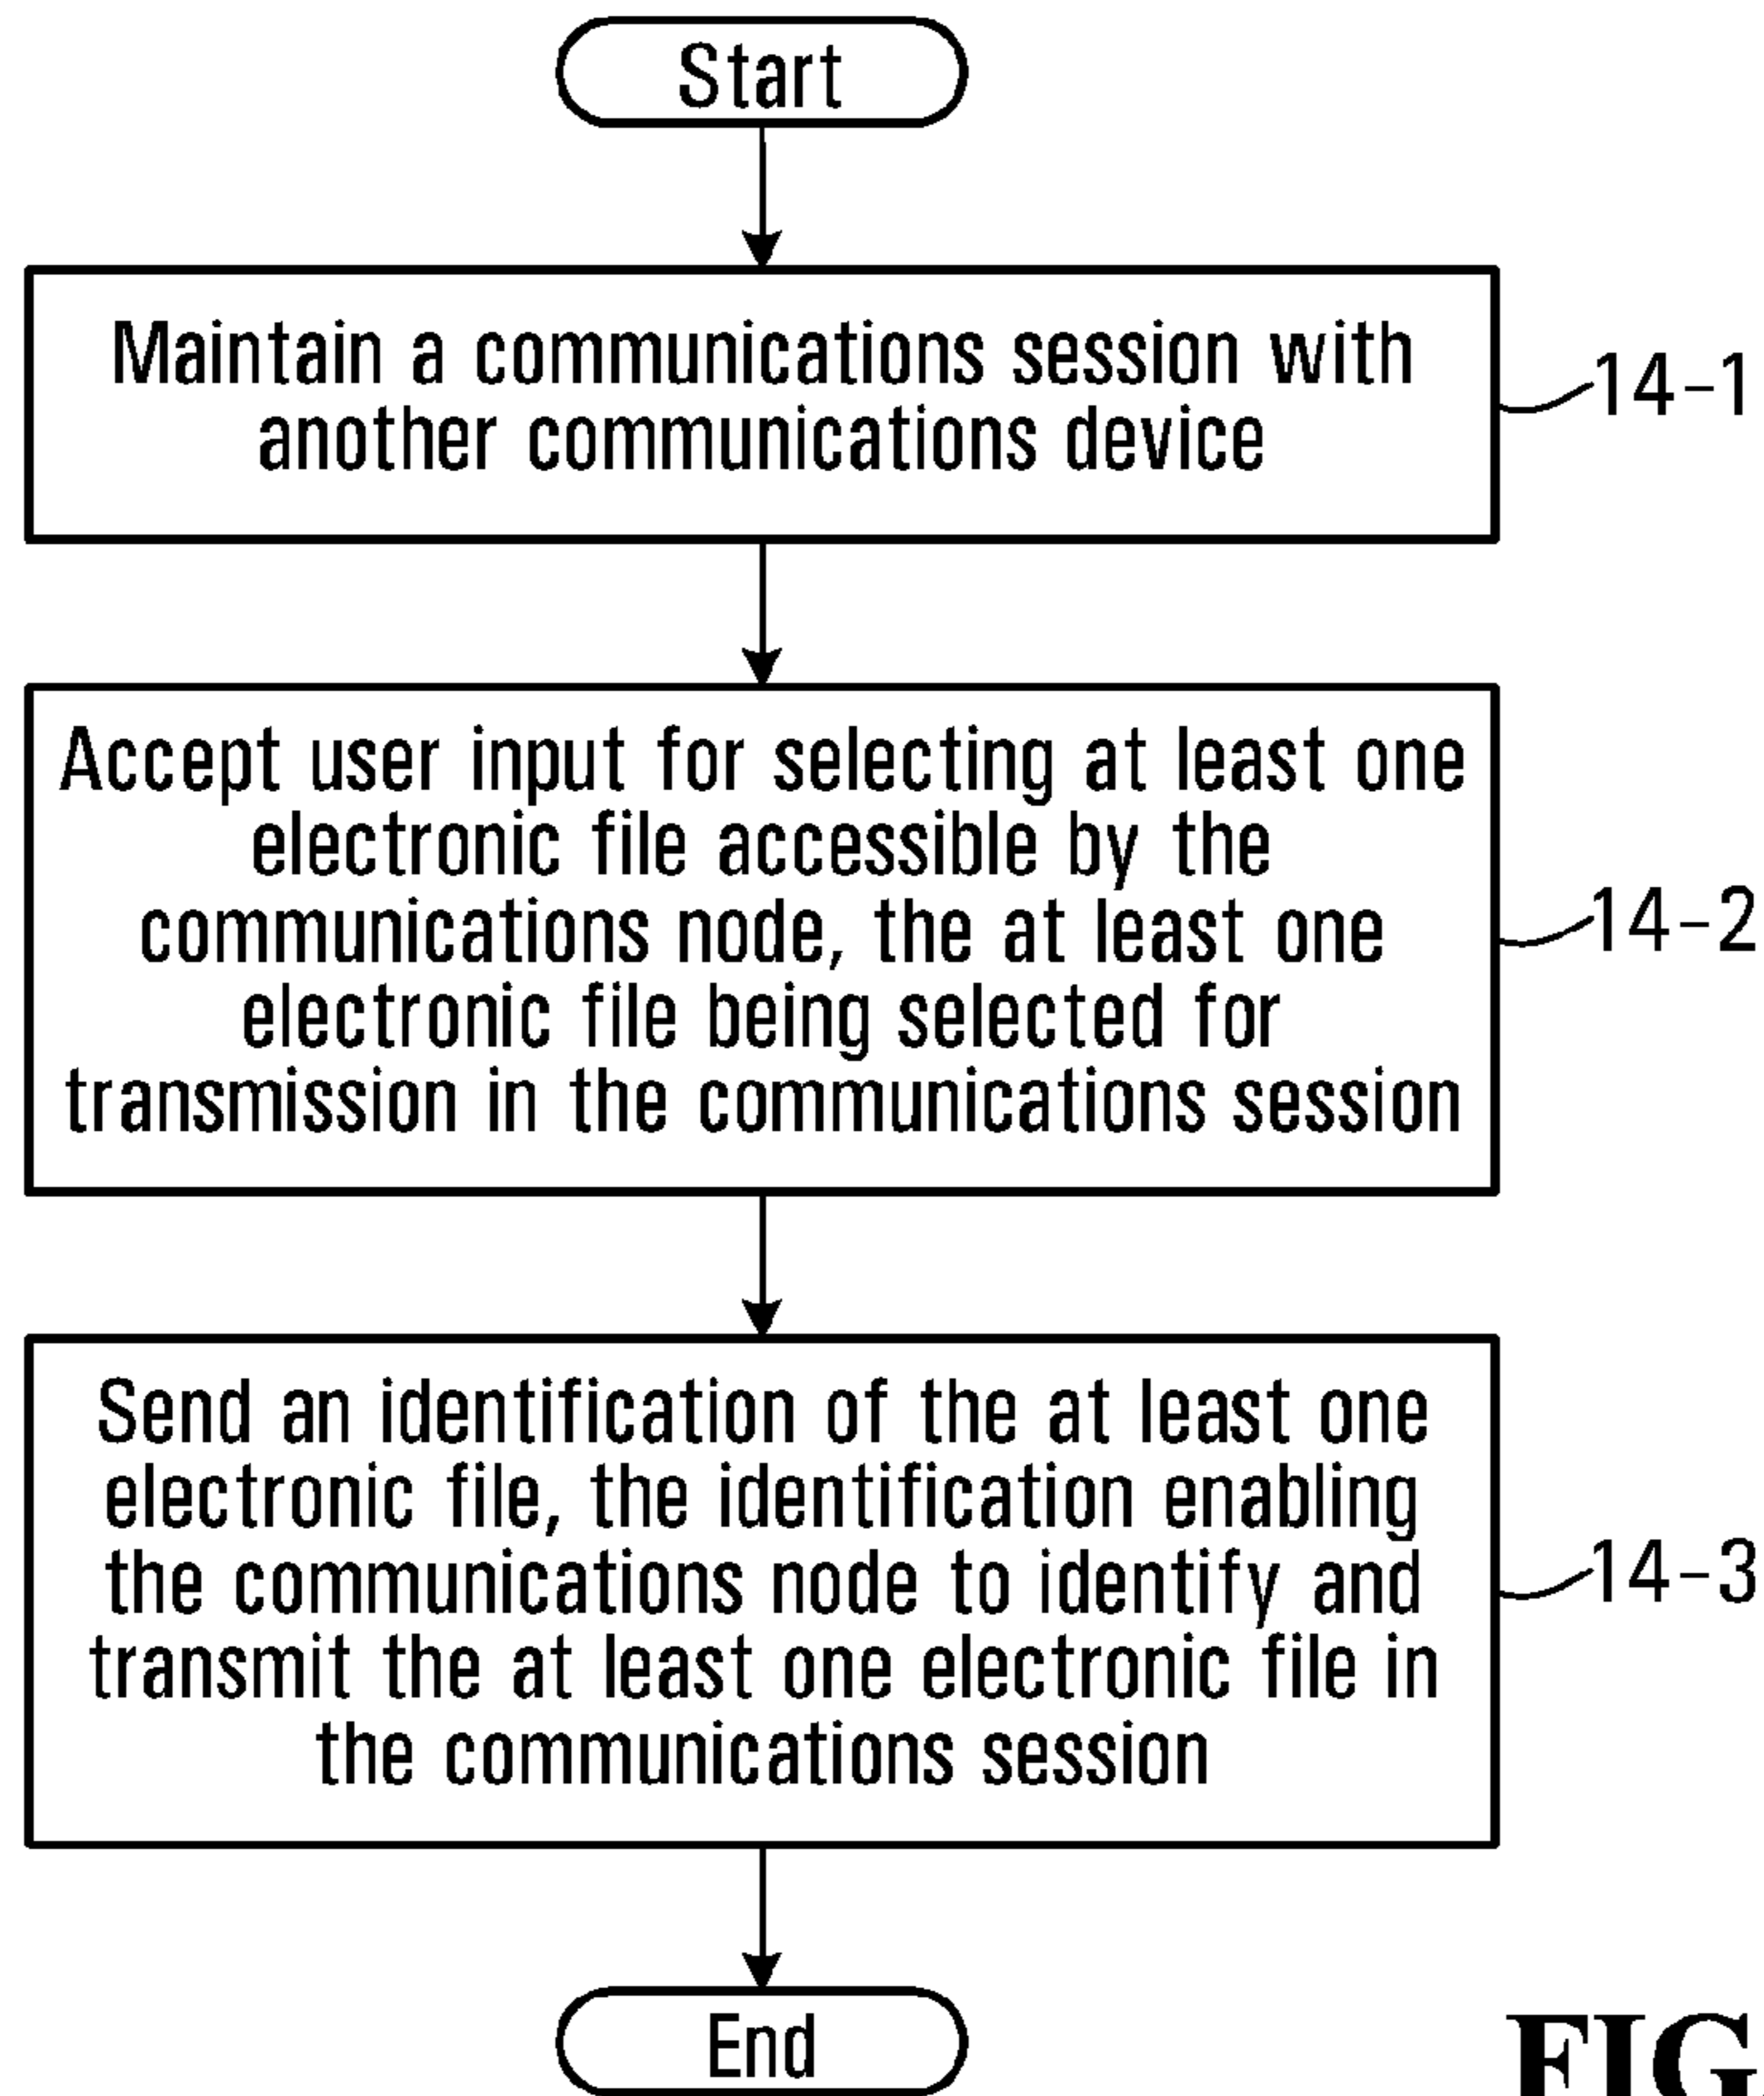 Start
Maintain a communications session with
another communications device
14-1
Accept user input for selecting at least one
electronic file accessible by the
communications node, the at least one
electronic file being selected for
transmission in the communications session
14-2
Send an identification of the at least one
electronic file, the identification enabling
the communications node to identify and
transmit the at least one electronic file in
the communications session
14-3
End
FIG